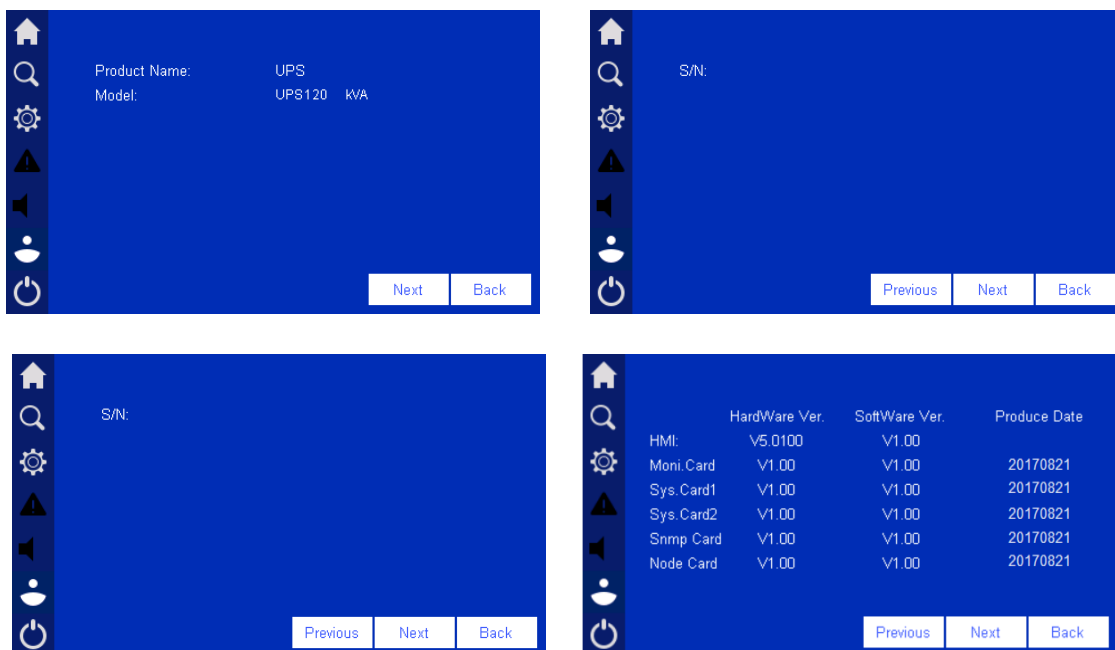 Product Name: UPS
Model: UPS120 kVA
Next Back
S/N:
Previous Next Back
S/N:
Previous Next Back
HardWare Ver. SoftWare Ver. Produce Date
HMI: V5.0100 V1.00
Moni.Card V1.00 V1.00 20170821
Sys.Card1 V1.00 V1.00 20170821
Sys.Card2 V1.00 V1.00 20170821
Snmp Card V1.00 V1.00 20170821
Node Card V1.00 V1.00 20170821
Previous Next Back